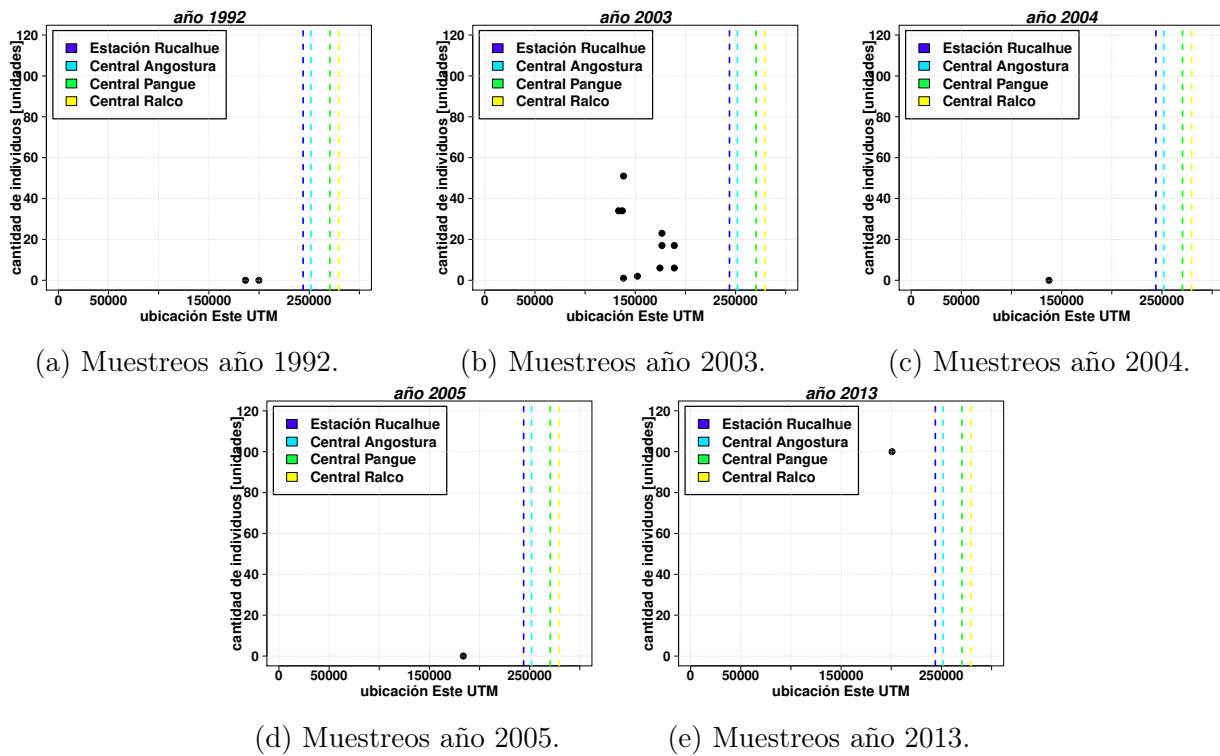 año 1992
cantidad de individuos [unidades]
120
100
80
60
40
20
0
Estación Rucalhue
Central Angostura
Central Pangue
Central Ralco
0 50000 150000 250000
ubicación Este UTM
(a) Muestreos año 1992.
año 2003
cantidad de individuos [unidades]
120
100
80
60
40
20
0
Estación Rucalhue
Central Angostura
Central Pangue
Central Ralco
0 50000 150000 250000
ubicación Este UTM
(b) Muestreos año 2003.
año 2004
cantidad de individuos [unidades]
120
100
80
60
40
20
0
Estación Rucalhue
Central Angostura
Central Pangue
Central Ralco
0 50000 150000 250000
ubicación Este UTM
(c) Muestreos año 2004.
año 2005
cantidad de individuos [unidades]
120
100
80
60
40
20
0
Estación Rucalhue
Central Angostura
Central Pangue
Central Ralco
0 50000 150000 250000
ubicación Este UTM
(d) Muestreos año 2005.
año 2013
cantidad de individuos [unidades]
120
100
80
60
40
20
0
Estación Rucalhue
Central Angostura
Central Pangue
Central Ralco
0 50000 150000 250000
ubicación Este UTM
(e) Muestreos año 2013.